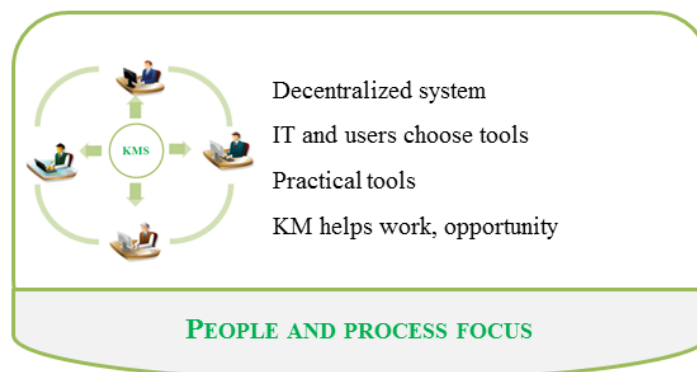 KMS
Decentralized system
IT and users choose tools
Practical tools
KM helps work, opportunity
PEOPLE AND PROCESS FOCUS